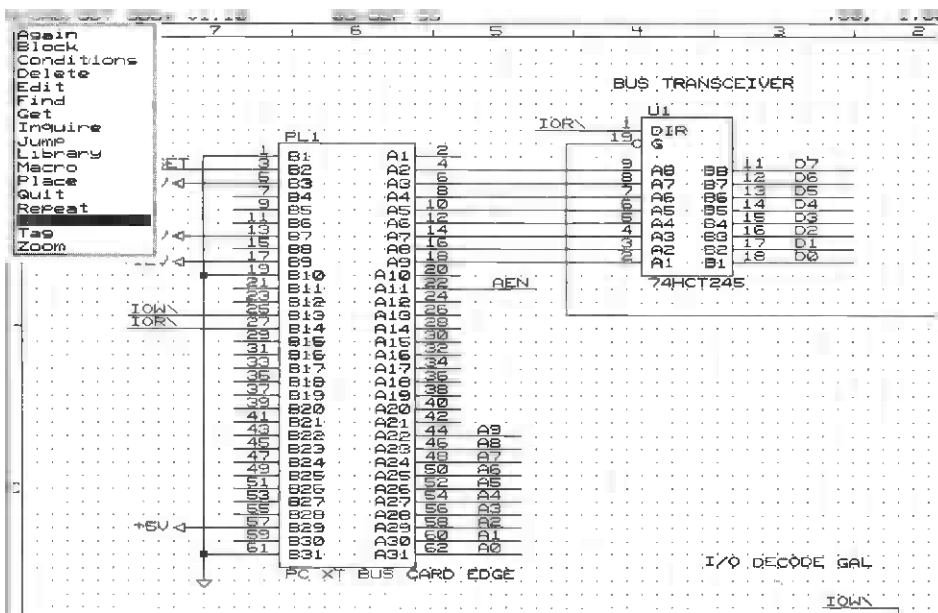 7 6 5 4 3 2
Again
Block
Conditions
Delete
Edit
Find
Get
Inquire
Jump
Library
Macro
Place
Quit
Repeat
Tag
Zoom
BUS TRANSCEIVER
U1
IOR\ 1 DIR
19 G
9 A8 B8 11 D7
8 A7 B7 12 D6
7 A6 B6 13 D5
6 A5 B5 14 D4
5 A4 B4 15 D3
4 A3 B3 16 D2
3 A2 B2 17 D1
2 A1 B1 18 D0
74HCT245
PL1
1 B1 A1 2
3 B2 A2 4
5 B3 A3 6
7 B4 A4 8
9 B5 A5 10
11 B6 A6 12
13 B7 A7 14
15 B8 A8 16
17 B9 A9 18
19 B10 A10 20
21 B11 A11 22 AEN
23 B12 A12 24
IOW\ 25 B13 A13 26
IOR\ 27 B14 A14 28
29 B15 A15 30
31 B16 A16 32
33 B17 A17 34
35 B18 A18 36
37 B19 A19 38
39 B20 A20 40
41 B21 A21 42
43 B22 A22 44 A9
45 B23 A23 46 A8
47 B24 A24 48 A7
49 B25 A25 50 A6
51 B26 A26 52 A5
53 B27 A27 54 A4
55 B28 A28 56 A3
+5V 57 B29 A29 58 A2
59 B30 A30 60 A1
61 B31 A31 62 A0
PC XT BUS CARD EDGE
I/O DECODE GAL
IOW\